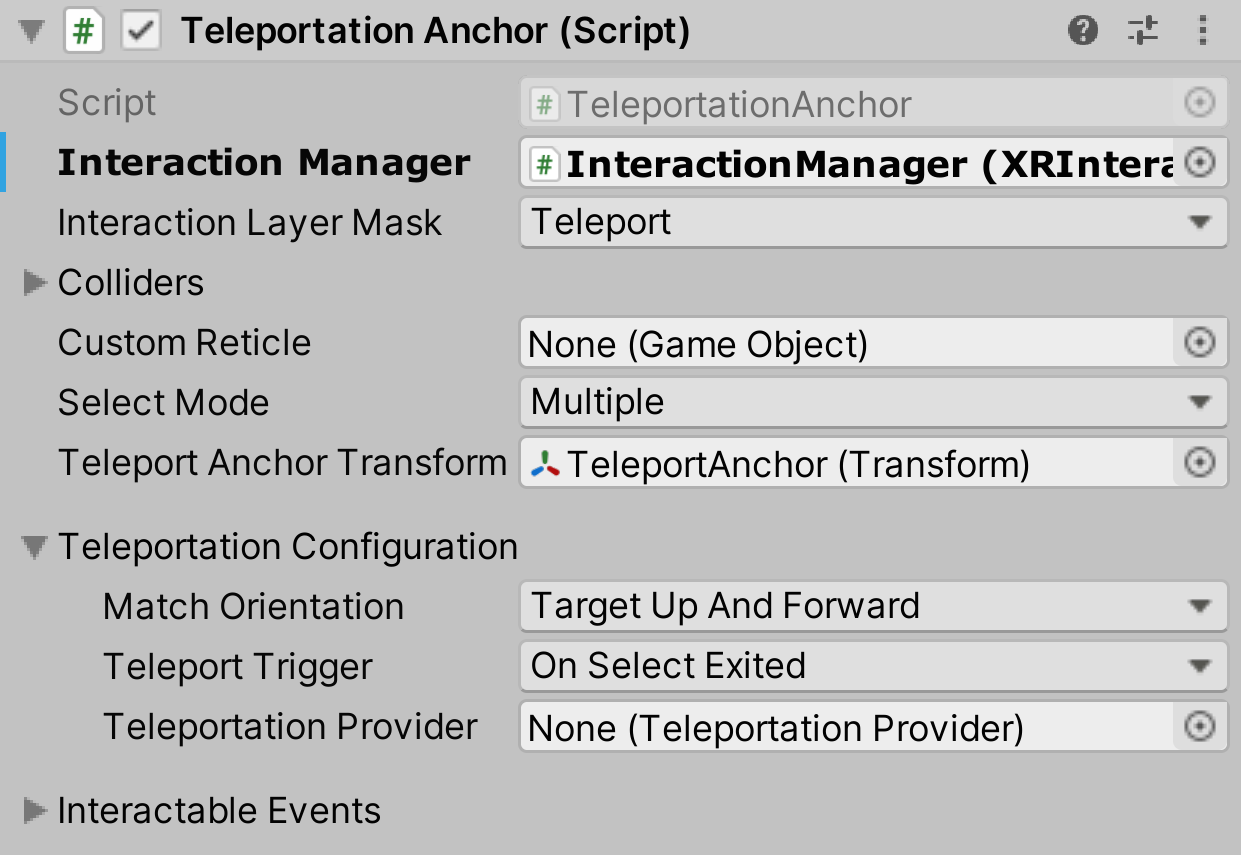 Teleportation Anchor (Script)
Script TeleportationAnchor
Interaction Manager InteractionManager (XRIntera
Interaction Layer Mask Teleport
Colliders
Custom Reticle None (Game Object)
Select Mode Multiple
Teleport Anchor Transform TeleportAnchor (Transform)
Teleportation Configuration
Match Orientation Target Up And Forward
Teleport Trigger On Select Exited
Teleportation Provider None (Teleportation Provider)
Interactable Events